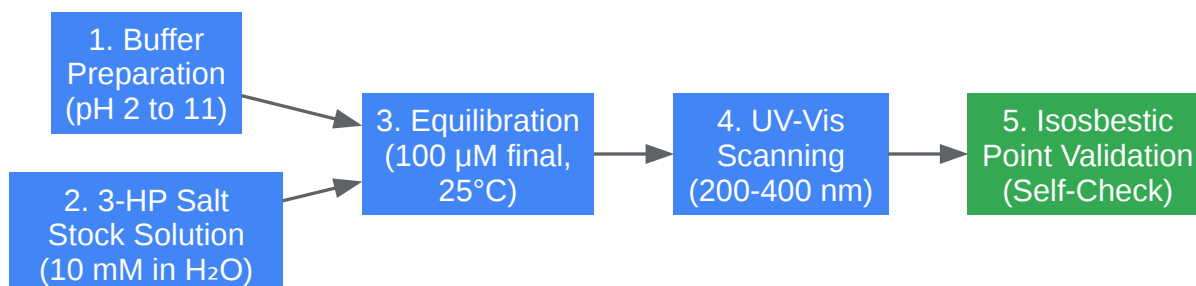 1. Buffer
Preparation
(pH 2 to 11)
2. 3-HP Salt
Stock Solution
(10 mM in H₂O)
3. Equilibration
(100 μM final,
25°C)
4. UV-Vis
Scanning
(200-400 nm)
5. Isosbestic
Point Validation
(Self-Check)